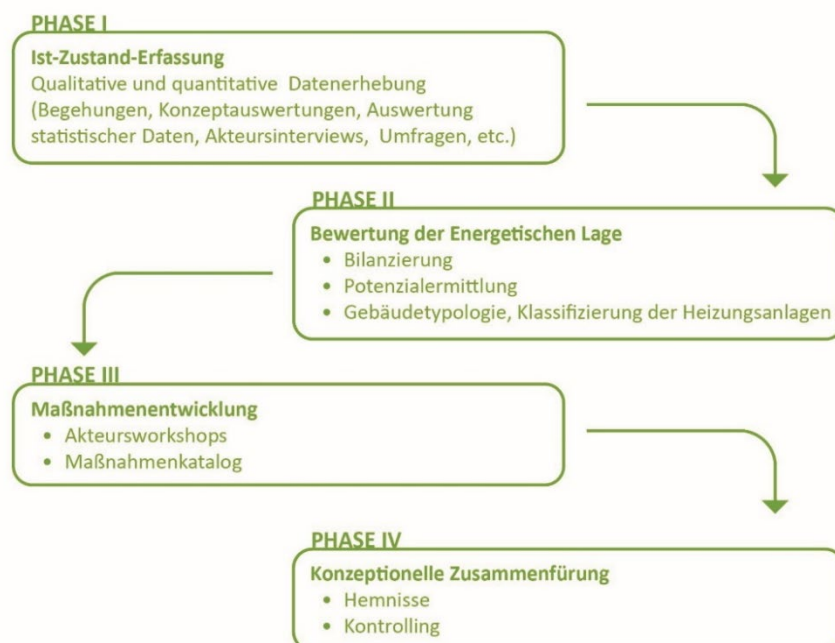 PHASE I
Ist-Zustand-Erfassung
Qualitative und quantitative Datenerhebung
(Begehungen, Konzeptauswertungen, Auswertung
statistischer Daten, Akteursinterviews, Umfragen, etc.)
PHASE II
Bewertung der Energetischen Lage
• Bilanzierung
• Potenzialermittlung
• Gebäudetypologie, Klassifizierung der Heizungsanlagen
PHASE III
Maßnahmenentwicklung
• Akteursworkshops
• Maßnahmenkatalog
PHASE IV
Konzeptionelle Zusammenfürung
• Hemnisse
• Kontrolling